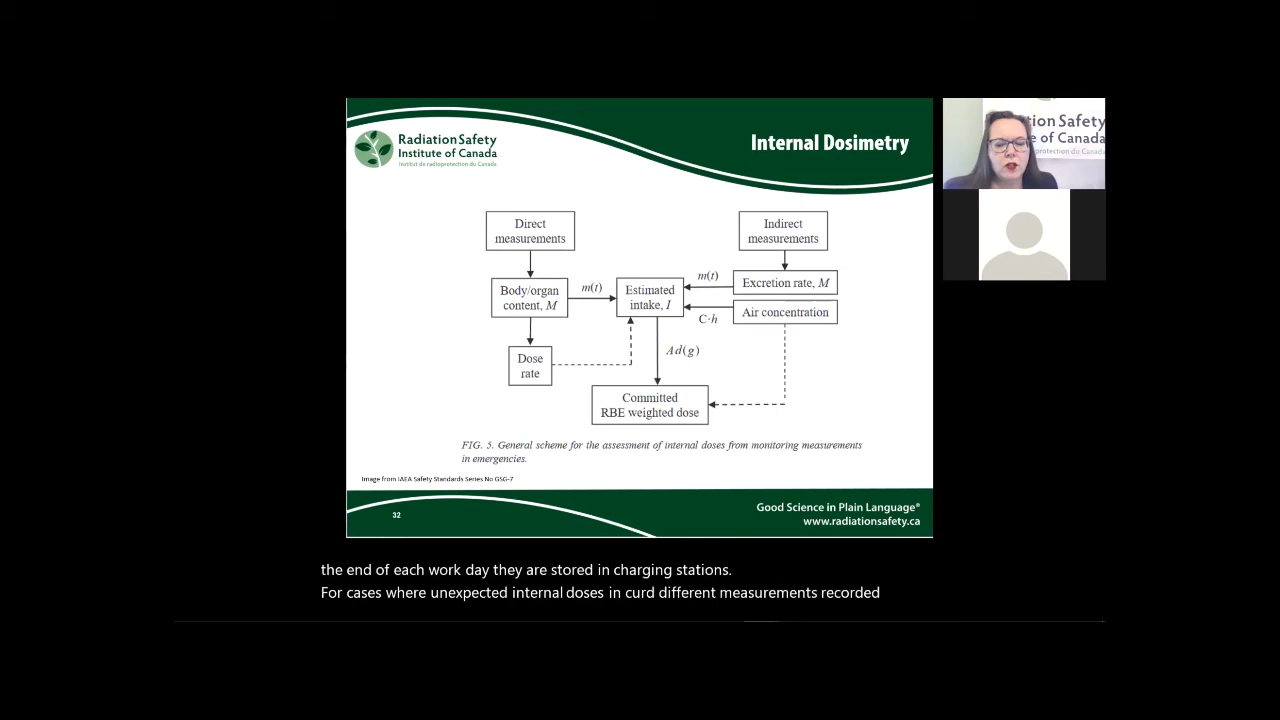 Radiation Safety
Institute of Canada
Institut de radioprotection du Canada
Internal Dosimetry
Direct
measurements
Indirect
measurements
Body/organ
content, M
m(t)
Estimated
intake, I
m(t)
Excretion rate, M
C·h
Air concentration
Dose
rate
Ad(g)
Committed
RBE weighted dose
FIG. 5. General scheme for the assessment of internal doses from monitoring measurements
in emergencies.
Image from IAEA Safety Standards Series No GSG-7
32
Good Science in Plain Language®
www.radiationsafety.ca
tion Safety
e of Canada
protection du Canada
the end of each work day they are stored in charging stations.
For cases where unexpected internal doses in curd different measurements recorded